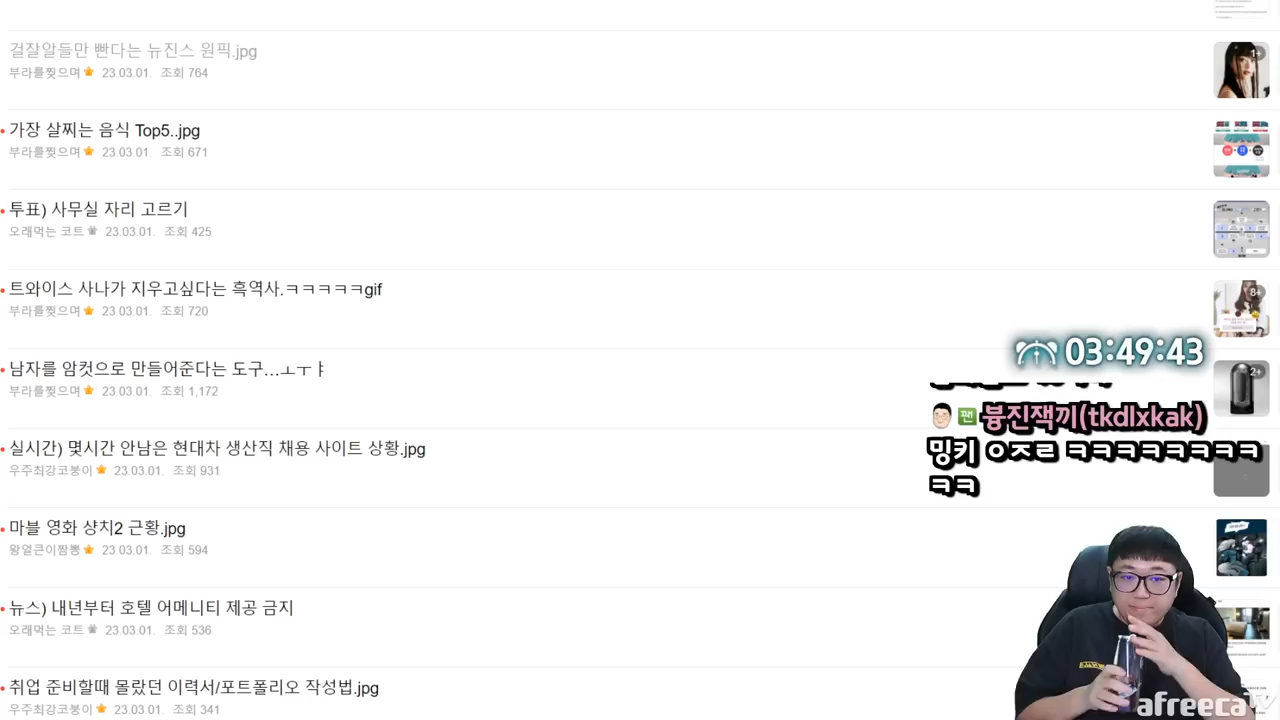 걸잘알들만 빤다는 뉴진스 원픽.jpg
부라를찢으며 23.03.01. 조회 764
1+
가장 살찌는 음식 Top5..jpg
부라를찢으며 23.03.01. 조회 671
투표) 사무실 자리 고르기
오래먹는 코트 23.03.01. 조회 425
트와이스 사나가 지우고싶다는 흑역사.ㅋㅋㅋㅋㅋgif
부라를찢으며 23.03.01. 조회 720
8+
03:49:43
남자를 암컷으로 만들어준다는 도구...ㅗㅜㅑ
부라를찢으며 23.03.01. 조회 1,172
2+
븅진잭끼(tkdlxkak)
밍키 ㅇㅈㄹ ㅋㅋㅋㅋㅋㅋㅋㅋㅋ
ㅋㅋ
실시간) 몇시간 안남은 현대차 생산직 채용 사이트 상황.jpg
우주최강코붕이 23.03.01. 조회 931
마블 영화 샹치2 근황.jpg
왕얼큰이짬뽕 23.03.01. 조회 594
뉴스) 내년부터 호텔 어메니티 제공 금지
오래먹는 코트 23.03.01. 조회 536
취업 준비할때 몰랐던 이력서/포트폴리오 작성법.jpg
우주최강코붕이 23.03.01. 조회 341
afreecaTV